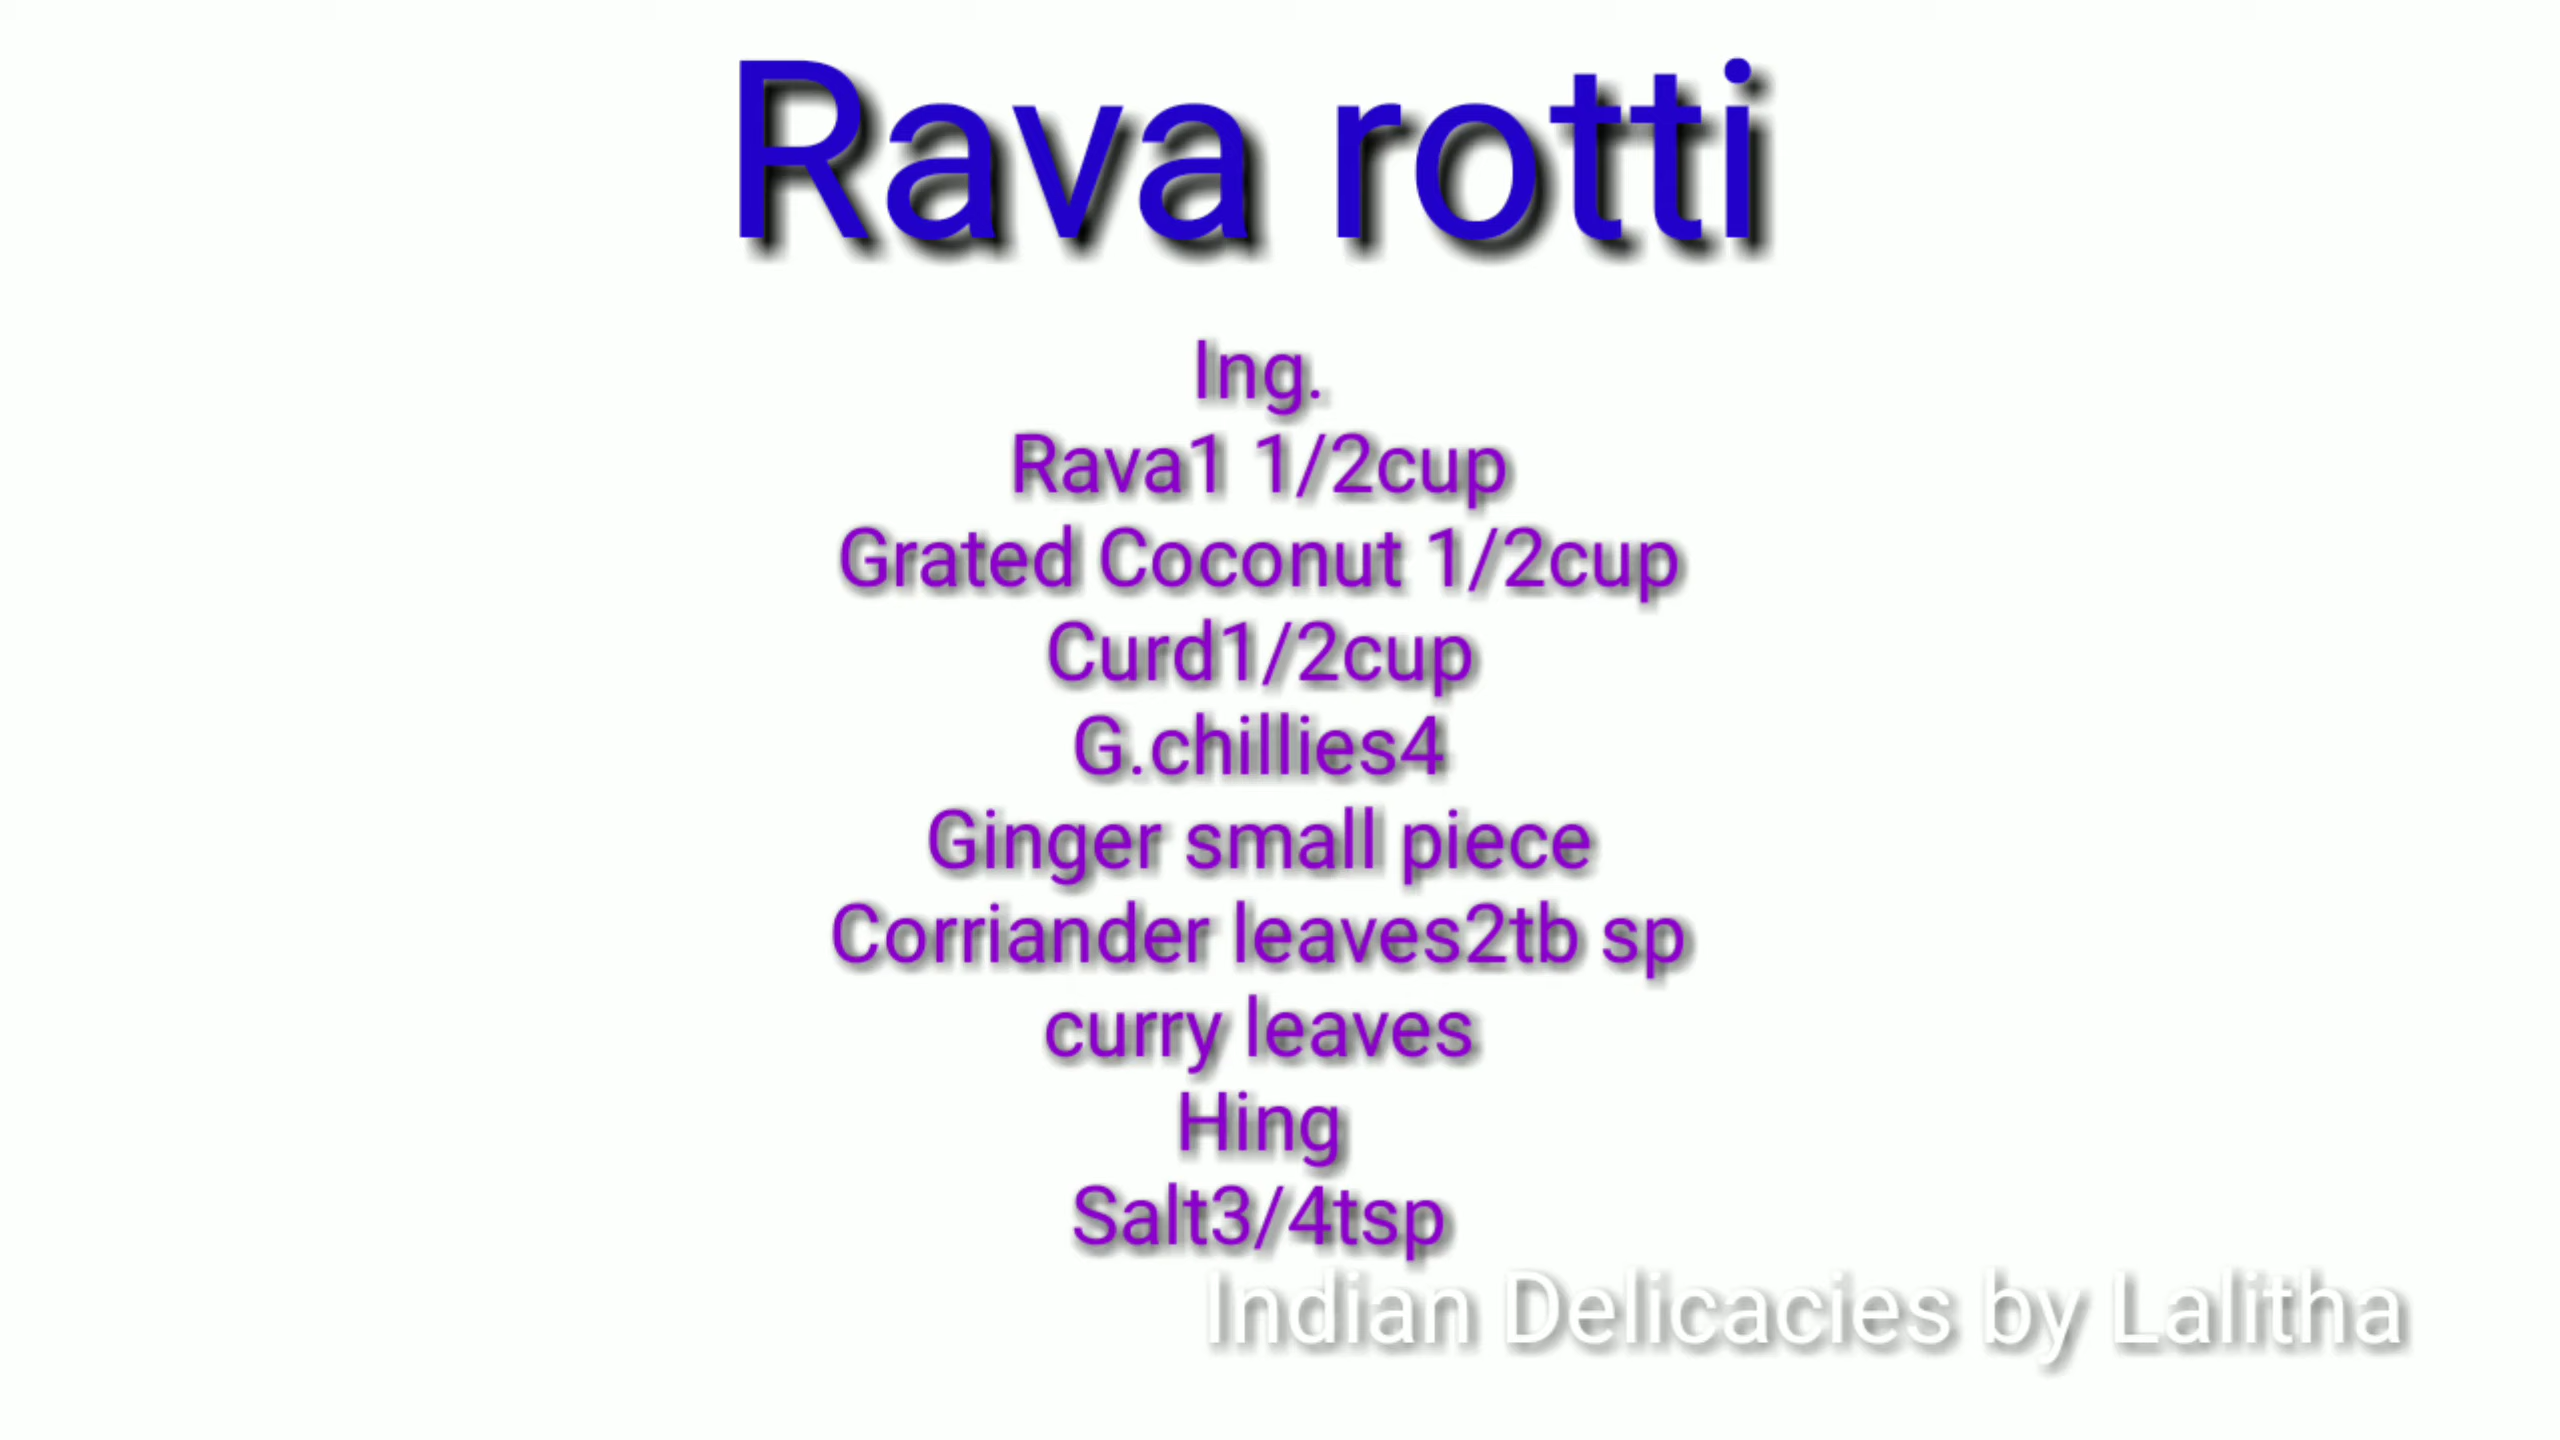 Rava rotti
Ing.
Rava1 1/2cup
Grated Coconut 1/2cup
Curd1/2cup
G.chillies4
Ginger small piece
Corriander leaves2tb sp
curry leaves
Hing
Salt3/4tsp
Indian Delicacies by Lalitha